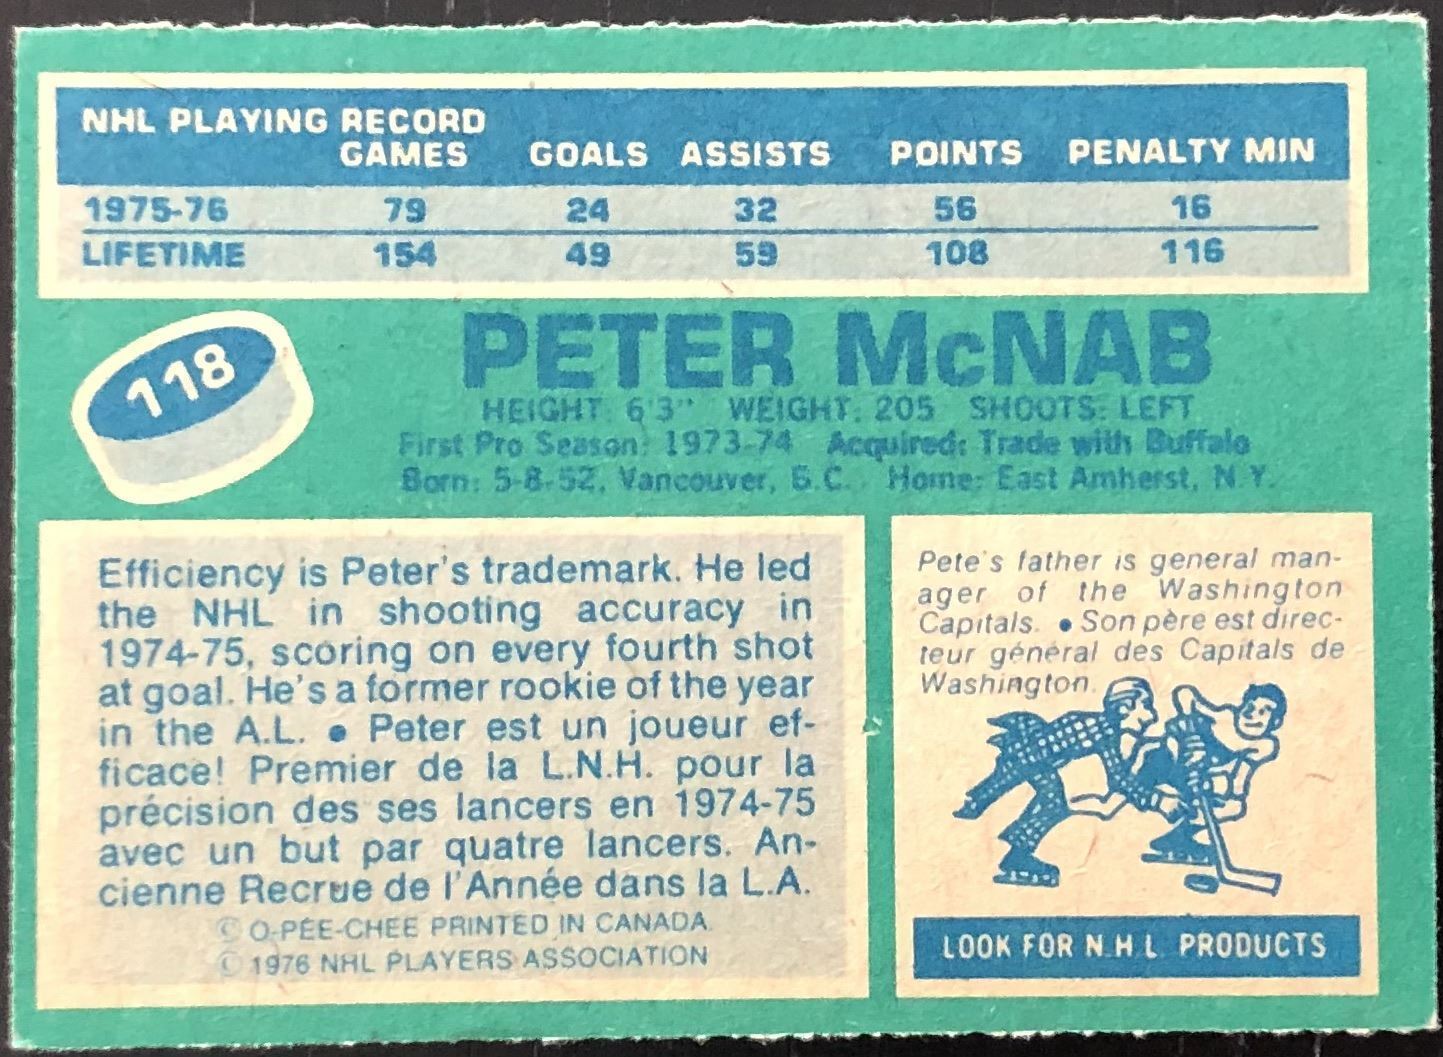 NHL PLAYING RECORD
GAMES GOALS ASSISTS POINTS PENALTY MIN
1975-76 79 24 32 56 16
LIFETIME 154 49 59 108 116
118
PETER McNAB
HEIGHT: 6'3" WEIGHT: 205 SHOOTS: LEFT
First Pro Season: 1973-74 Acquired: Trade with Buffalo
Born: 5-8-52, Vancouver, B.C. Home: East Amherst, N.Y.
Efficiency is Peter's trademark. He led
the NHL in shooting accuracy in
1974-75, scoring on every fourth shot
at goal. He's a former rookie of the year
in the A.L. • Peter est un joueur ef-
ficace! Premier de la L.N.H. pour la
précision des ses lancers en 1974-75
avec un but par quatre lancers. An-
cienne Recrue de l'Année dans la L.A.
© O-PEE-CHEE PRINTED IN CANADA
© 1976 NHL PLAYERS ASSOCIATION
Pete's father is general man-
ager of the Washington
Capitals. • Son père est direc-
teur général des Capitals de
Washington.
LOOK FOR N.H.L. PRODUCTS